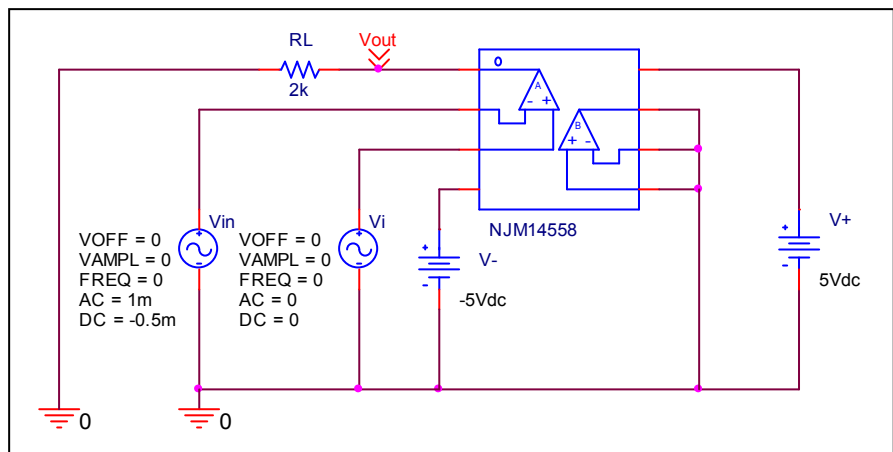 RL
Vout
2k
0
A
- +
B
+ -
NJM14558
Vin
VOFF = 0
VAMPL = 0
FREQ = 0
AC = 1m
DC = -0.5m
Vi
VOFF = 0
VAMPL = 0
FREQ = 0
AC = 0
DC = 0
V-
-5Vdc
V+
5Vdc
0
0